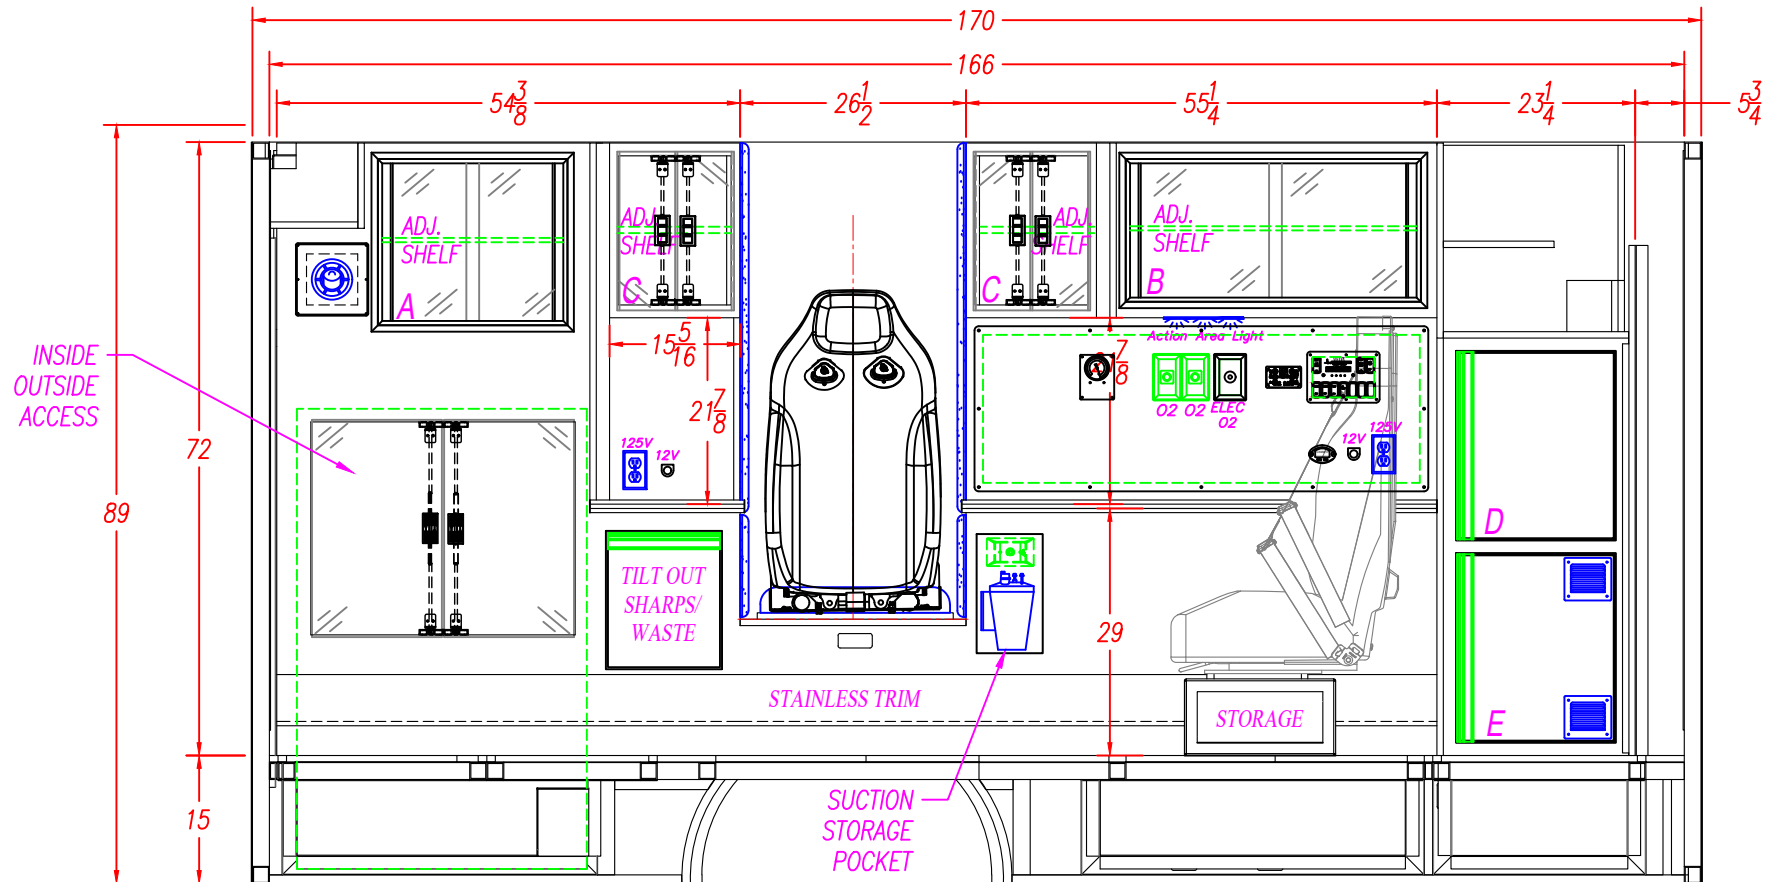 170
166
54 3/8
26 1/2
55 1/4
23 1/4
5 3/4
ADJ.
SHELF
A
ADJ.
SHELF
C
ADJ.
SHELF
C
ADJ.
SHELF
B
Action Area Light
15 5/16
21 7/8
7/8
O2 O2 ELEC
O2
125V
12V
12V
125V
INSIDE
OUTSIDE
ACCESS
72
89
15
29
D
E
TILT OUT
SHARPS/
WASTE
STAINLESS TRIM
STORAGE
SUCTION
STORAGE
POCKET